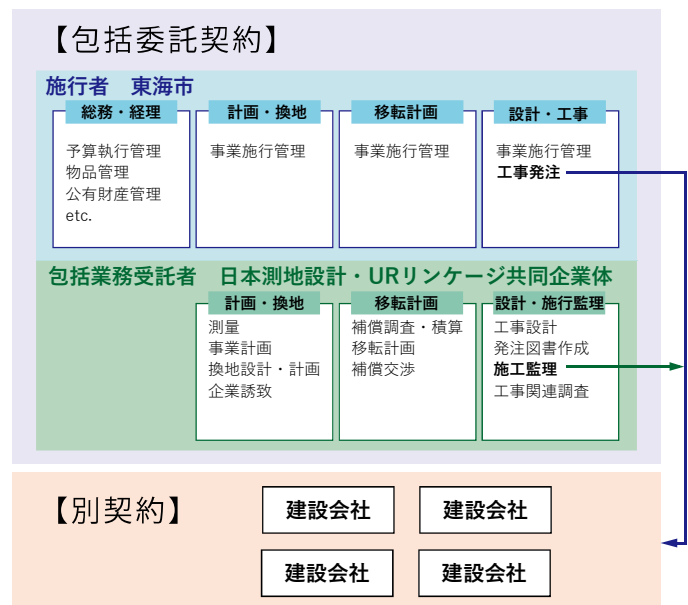 【包括委託契約】
施行者　東海市
総務・経理
予算執行管理
物品管理
公有財産管理
etc.
計画・換地
事業施行管理
移転計画
事業施行管理
設計・工事
事業施行管理
工事発注
包括業務受託者　日本測地設計・URリンケージ共同企業体
計画・換地
測量
事業計画
換地設計・計画
企業誘致
移転計画
補償調査・積算
移転計画
補償交渉
設計・施行監理
工事設計
発注図書作成
施工監理
工事関連調査
【別契約】
建設会社
建設会社
建設会社
建設会社